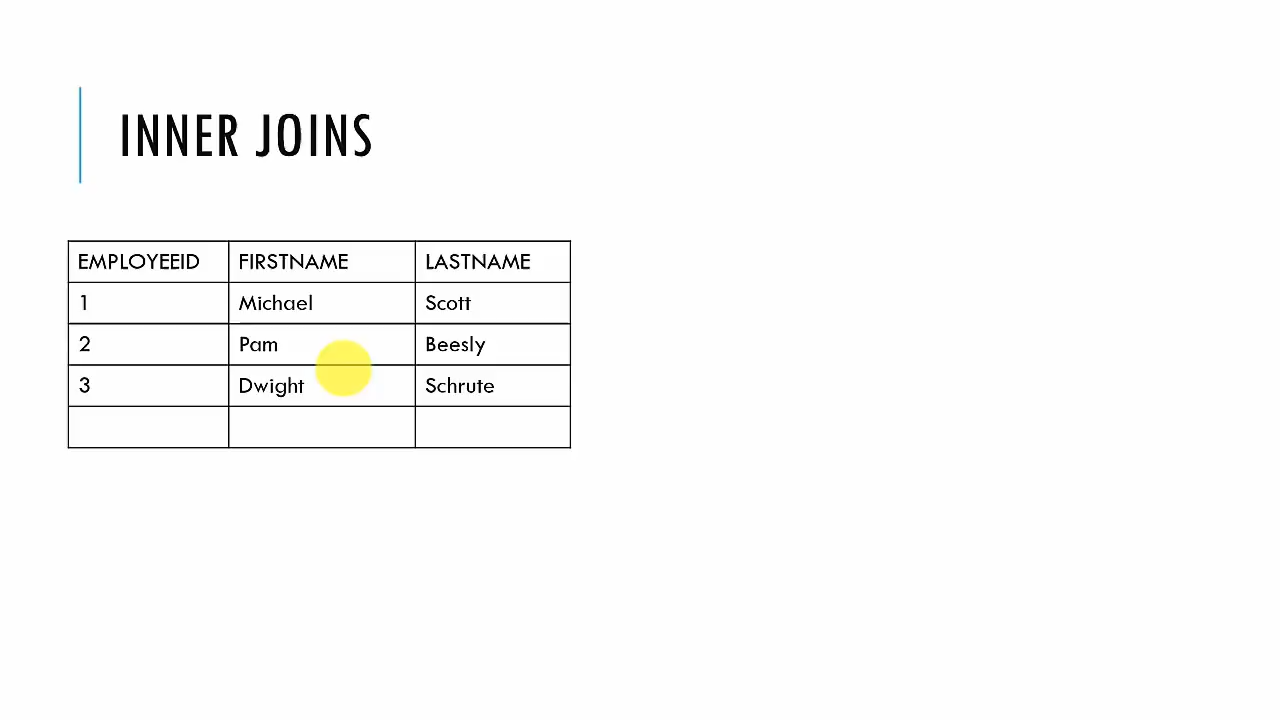 INNER JOINS
EMPLOYEEID FIRSTNAME LASTNAME
1 Michael Scott
2 Pam Beesly
3 Dwight Schrute